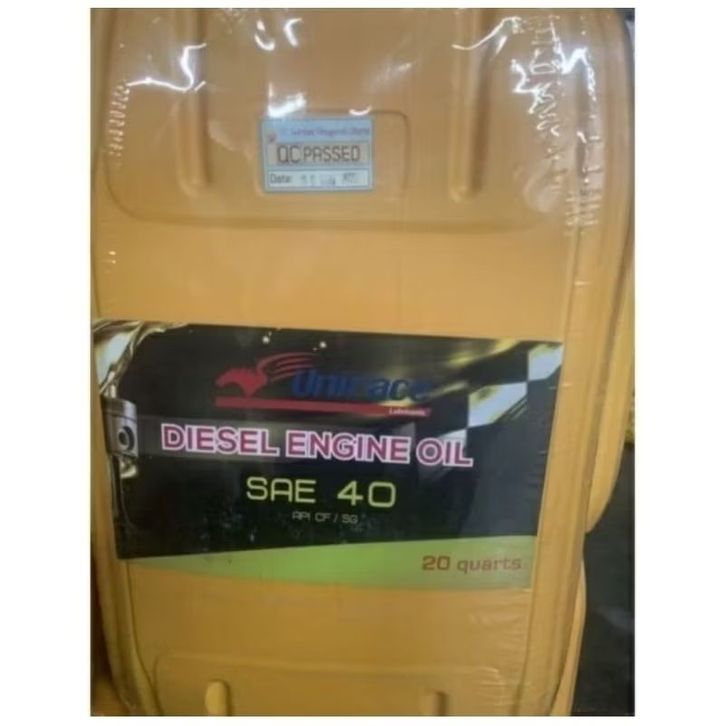 QC PASSED
Date:
Unirace
Lubricants
DIESEL ENGINE OIL
SAE 40
API CF / SG
20 quarts